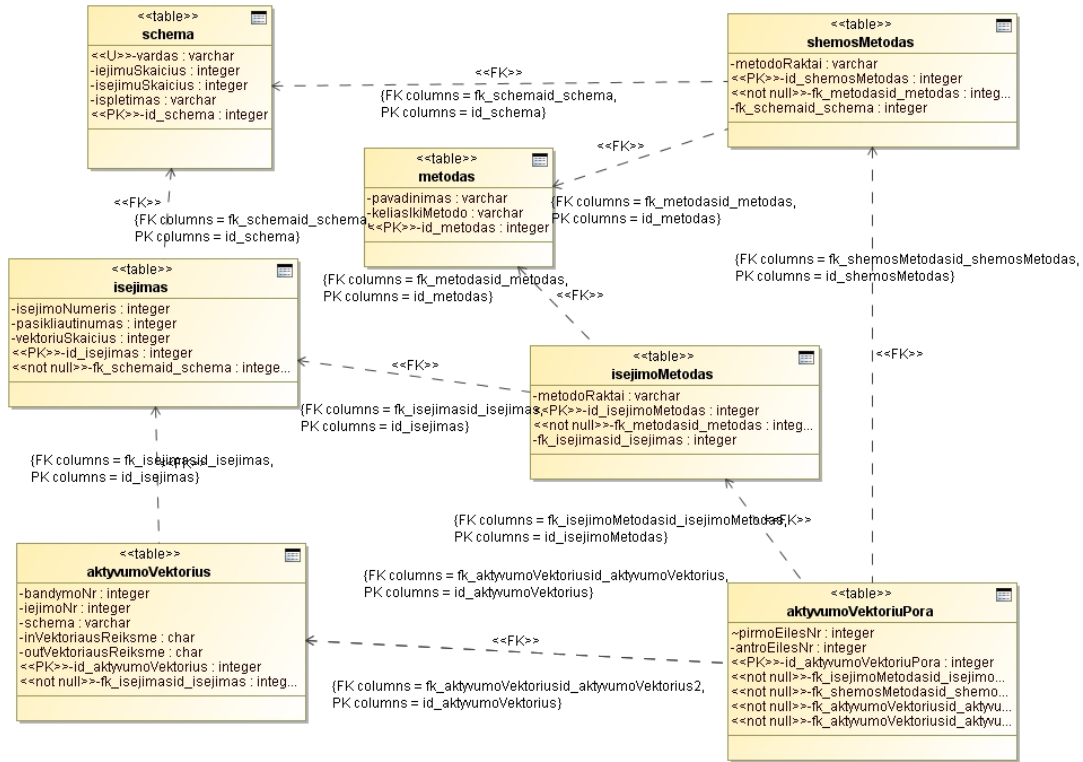 <<table>>
schema
<<U>>-vardas : varchar
-iejimuSkaicius : integer
-isejimuSkaicius : integer
-ispletimas : varchar
<<PK>>-id_schema : integer
<<table>>
shemosMetodas
-metodoRaktai : varchar
<<PK>>-id_shemosMetodas : integer
<<not null>>-fk_metodasid_metodas : integ...
-fk_schemaid_schema : integer
<<FK>>
{FK columns = fk_schemaid_schema,
PK columns = id_schema}
<<table>>
metodas
-pavadinimas : varchar
-keliasIkiMetodo : varchar
<<PK>>-id_metodas : integer
<<FK>>
{FK columns = fk_metodasid_metodas,
PK columns = id_metodas}
<<FK>>
{FK columns = fk_schemaid_schema,
PK columns = id_schema}
<<table>>
isejimas
-isejimoNumeris : integer
-pasikliautinumas : integer
-vektoriuSkaicius : integer
<<PK>>-id_isejimas : integer
<<not null>>-fk_schemaid_schema : intege...
{FK columns = fk_metodasid_metodas,
PK columns = id_metodas}
<<FK>>
{FK columns = fk_shemosMetodasid_shemosMetodas,
PK columns = id_shemosMetodas}
<<FK>>
<<table>>
isejimoMetodas
-metodoRaktai : varchar
<<PK>>-id_isejimoMetodas : integer
<<not null>>-fk_metodasid_metodas : integ...
-fk_isejimasid_isejimas : integer
<<FK>>
{FK columns = fk_isejimasid_isejimas,
PK columns = id_isejimas}
{FK columns = fk_isejimasid_isejimas,
<<FK>>
PK columns = id_isejimas}
{FK columns = fk_isejimoMetodasid_isejimoMetodas,
<<FK>>
PK columns = id_isejimoMetodas}
<<table>>
aktyvumoVektorius
-bandymoNr : integer
-iejimoNr : integer
-schema : varchar
-inVektoriausReiksme : char
-outVektoriausReiksme : char
<<PK>>-id_aktyvumoVektorius : integer
<<not null>>-fk_isejimasid_isejimas : integ...
{FK columns = fk_aktyvumoVektoriusid_aktyvumoVektorius,
PK columns = id_aktyvumoVektorius}
<<FK>>
{FK columns = fk_aktyvumoVektoriusid_aktyvumoVektorius2,
PK columns = id_aktyvumoVektorius}
<<table>>
aktyvumoVektoriuPora
~pirmoEilesNr : integer
-antroEilesNr : integer
<<PK>>-id_aktyvumoVektoriuPora : integer
<<not null>>-fk_isejimoMetodasid_isejimo...
<<not null>>-fk_shemosMetodasid_shemo...
<<not null>>-fk_aktyvumoVektoriusid_aktyvu...
<<not null>>-fk_aktyvumoVektoriusid_aktyvu...